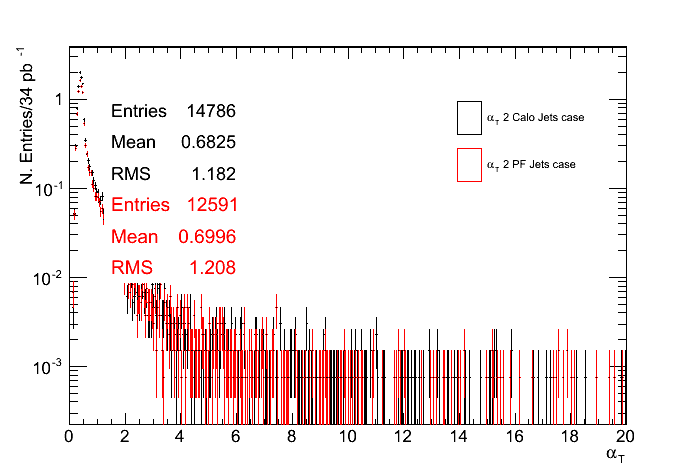 N. Entries/34 pb⁻¹
1
10⁻¹
10⁻²
10⁻³
Entries 14786
Mean 0.6825
RMS 1.182
Entries 12591
Mean 0.6996
RMS 1.208
α_T 2 Calo Jets case
α_T 2 PF Jets case
0 2 4 6 8 10 12 14 16 18 20
α_T